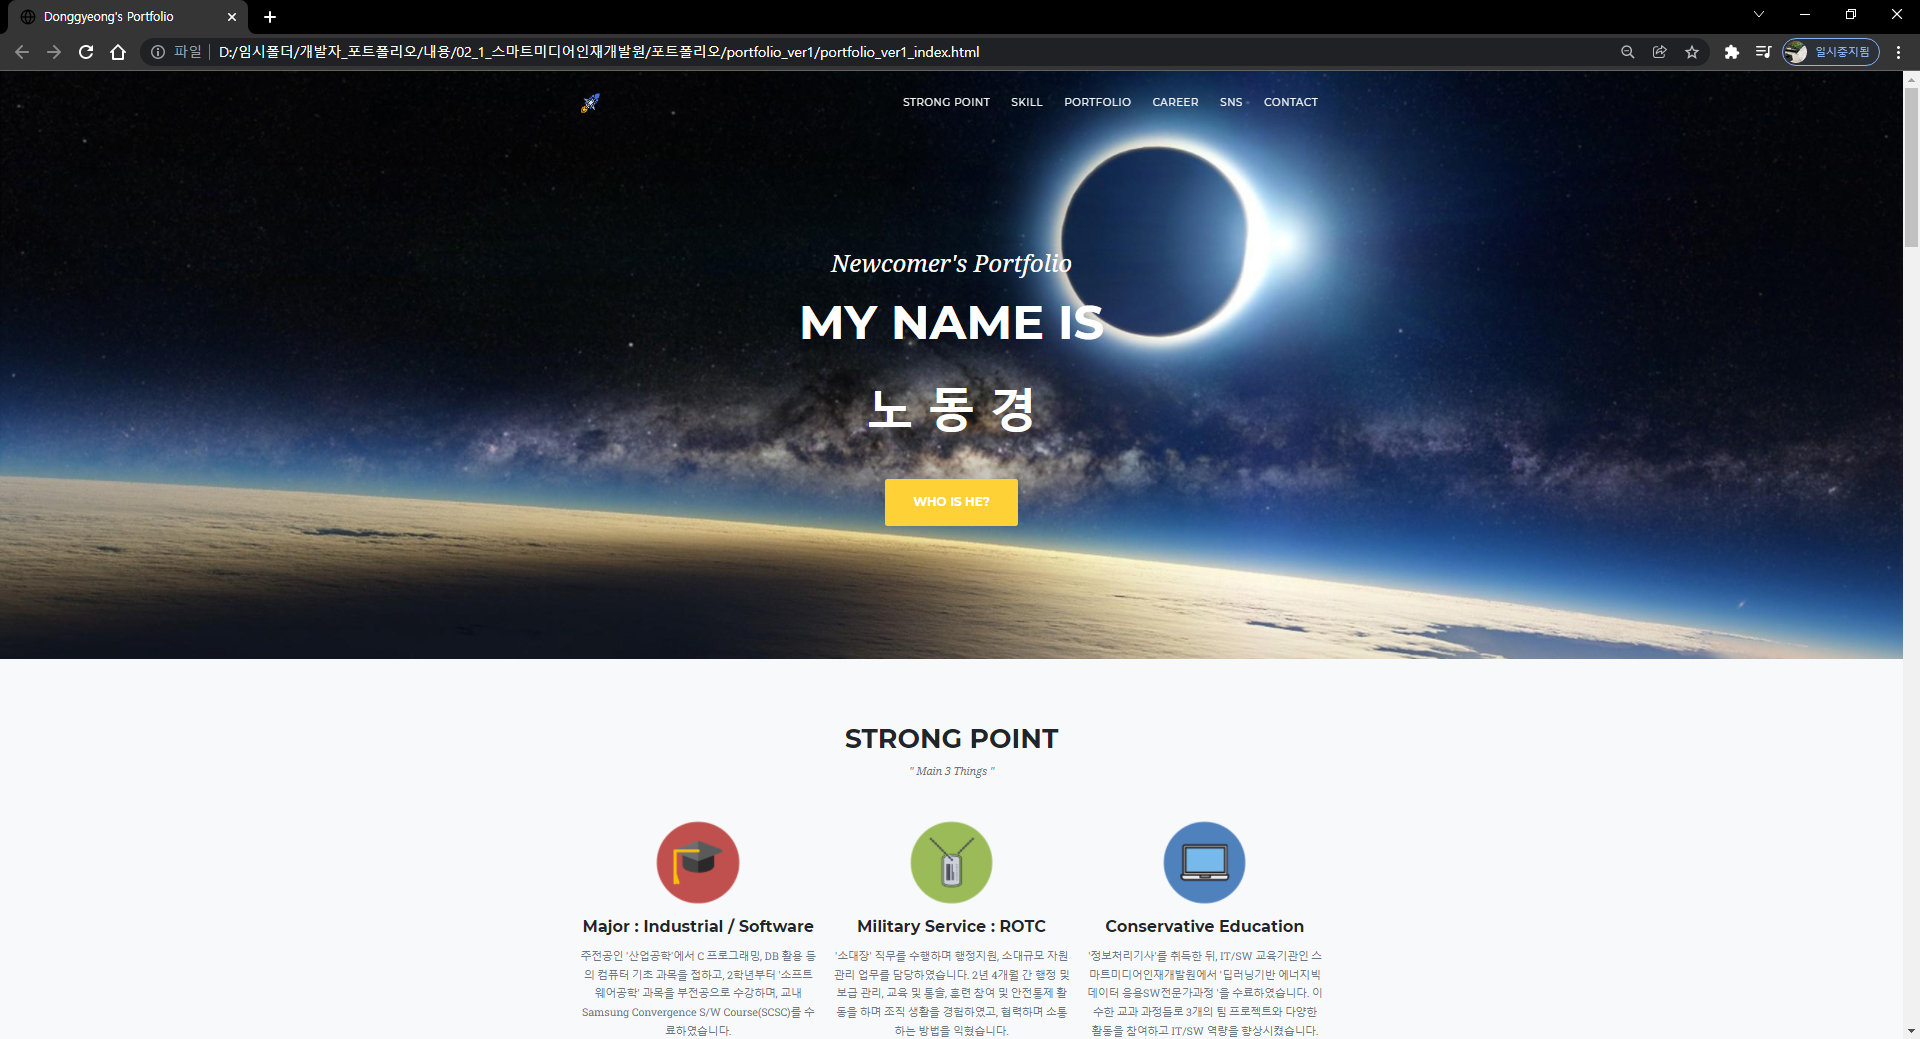 Donggyeong's Portfolio
파일 | D:/임시폴더/개발자_포트폴리오/내용/02_1_스마트미디어인재개발원/포트폴리오/portfolio_ver1/portfolio_ver1_index.html
일시중지됨
STRONG POINT SKILL PORTFOLIO CAREER SNS CONTACT
Newcomer's Portfolio
MY NAME IS
노 동 경
WHO IS HE?
STRONG POINT
" Main 3 Things "
Major : Industrial / Software
주전공인 '산업공학'에서 C 프로그래밍, DB 활용 등
의 컴퓨터 기초 과목을 접하고, 2학년부터 '소프트
웨어공학' 과목을 부전공으로 수강하며, 교내
Samsung Convergence S/W Course(SCSC)를 수
료하였습니다.
Military Service : ROTC
'소대장' 직무를 수행하며 행정지원, 소대규모 자원
관리 업무를 담당하였습니다. 2년 4개월 간 행정 및
보급 관리, 교육 및 통솔, 훈련 참여 및 안전통제 활
동을 하며 조직 생활을 경험하였고, 협력하며 소통
하는 방법을 익혔습니다.
Conservative Education
'정보처리기사'를 취득한 뒤, IT/SW 교육기관인 스
마트미디어인재개발원에서 '딥러닝기반 에너지빅
데이터 응용SW전문가과정 '을 수료하였습니다. 이
수한 교과 과정들로 3개의 팀 프로젝트와 다양한
활동을 참여하고 IT/SW 역량을 향상시켰습니다.